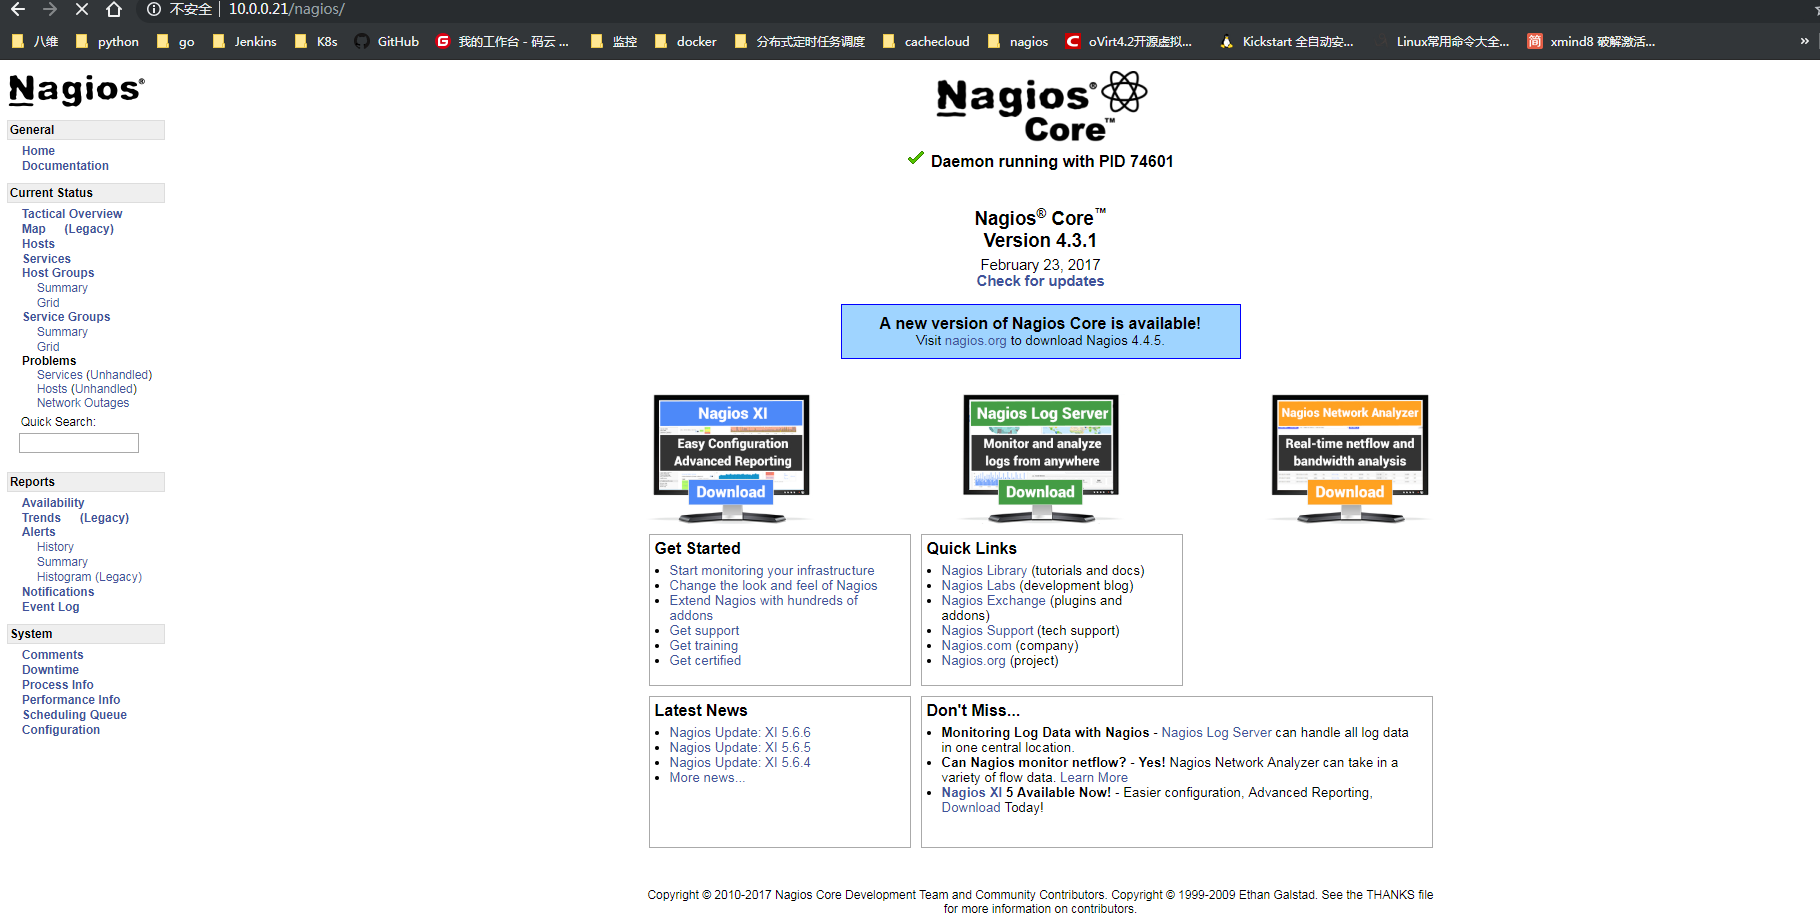 不安全 10.0.0.21/nagios/
八维 python go Jenkins K8s GitHub 我的工作台 - 码云 ... 监控 docker 分布式定时任务调度 cachecloud nagios oVirt4.2开源虚拟... Kickstart 全自动安... Linux常用命令大全... 简 xmind8 破解激活... »
Nagios®
General
Home
Documentation
Current Status
Tactical Overview
Map (Legacy)
Hosts
Services
Host Groups
Summary
Grid
Service Groups
Summary
Grid
Problems
Services (Unhandled)
Hosts (Unhandled)
Network Outages
Quick Search:
Reports
Availability
Trends (Legacy)
Alerts
History
Summary
Histogram (Legacy)
Notifications
Event Log
System
Comments
Downtime
Process Info
Performance Info
Scheduling Queue
Configuration
Nagios®
Core™
Daemon running with PID 74601
Nagios® Core™
Version 4.3.1
February 23, 2017
Check for updates
A new version of Nagios Core is available!
Visit nagios.org to download Nagios 4.4.5.
Nagios XI
Easy Configuration
Advanced Reporting
Download
Nagios Log Server
Monitor and analyze
logs from anywhere
Download
Nagios Network Analyzer
Real-time netflow and
bandwidth analysis
Download
Get Started
Start monitoring your infrastructure
Change the look and feel of Nagios
Extend Nagios with hundreds of
addons
Get support
Get training
Get certified
Quick Links
Nagios Library (tutorials and docs)
Nagios Labs (development blog)
Nagios Exchange (plugins and
addons)
Nagios Support (tech support)
Nagios.com (company)
Nagios.org (project)
Latest News
Nagios Update: XI 5.6.6
Nagios Update: XI 5.6.5
Nagios Update: XI 5.6.4
More news...
Don't Miss...
Monitoring Log Data with Nagios - Nagios Log Server can handle all log data
in one central location.
Can Nagios monitor netflow? - Yes! Nagios Network Analyzer can take in a
variety of flow data. Learn More
Nagios XI 5 Available Now! - Easier configuration, Advanced Reporting,
Download Today!
Copyright © 2010-2017 Nagios Core Development Team and Community Contributors. Copyright © 1999-2009 Ethan Galstad. See the THANKS file
for more information on contributors.